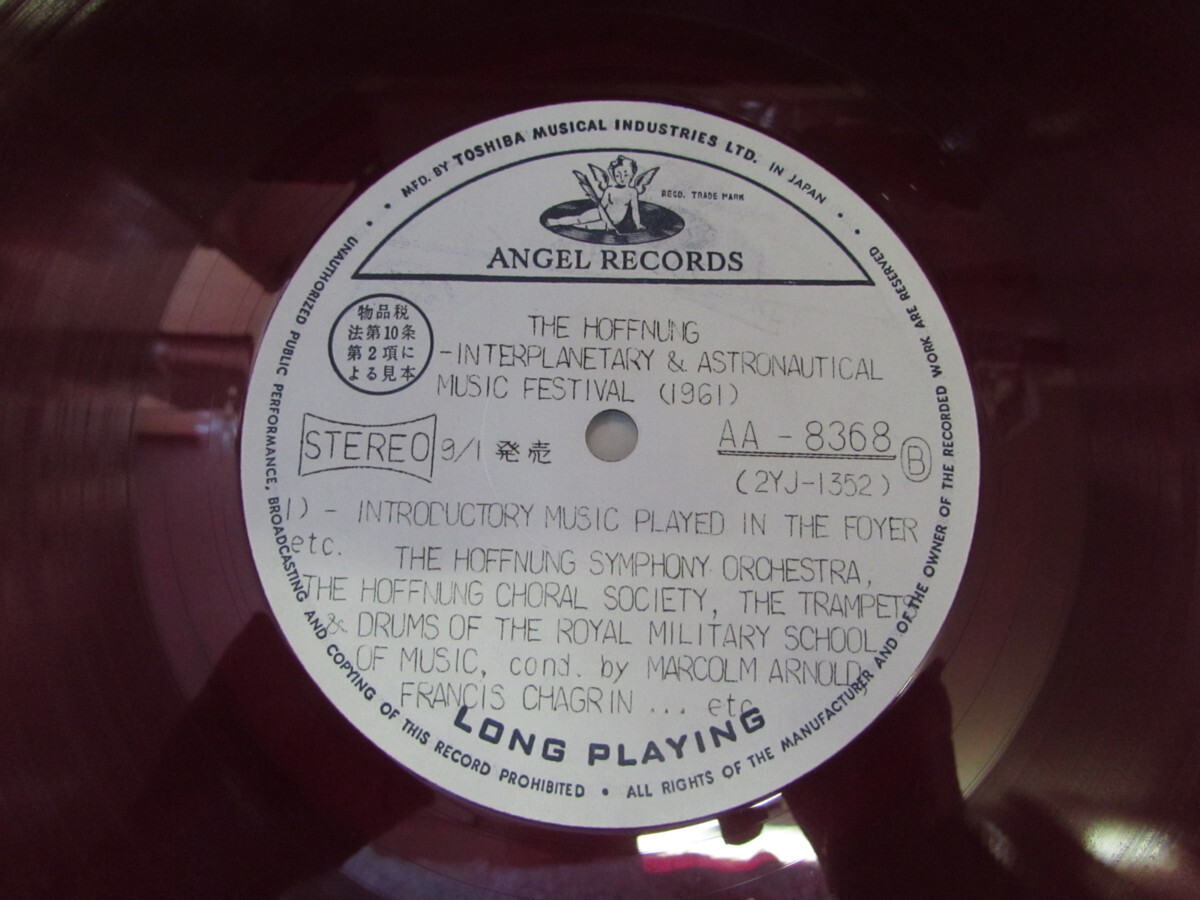 MFD. BY TOSHIBA MUSICAL INDUSTRIES LTD. IN JAPAN
REGD. TRADE MARK
ANGEL RECORDS
物品税
法第10条
第2項に
よる見本
THE HOFFNUNG
-INTERPLANETARY & ASTRONAUTICAL
MUSIC FESTIVAL (1961)
STEREO 9/1 発売
AA-8368 B
(2YJ-1352)
1) - INTRODUCTORY MUSIC PLAYED IN THE FOYER
etc. THE HOFFNUNG SYMPHONY ORCHESTRA,
THE HOFFNUNG CHORAL SOCIETY, THE TRAMPETS
& DRUMS OF THE ROYAL MILITARY SCHOOL
OF MUSIC, cond. by MARCOLM ARNOLD,
FRANCIS CHAGRIN ... etc.
LONG PLAYING
UNAUTHORIZED PUBLIC PERFORMANCE, BROADCASTING AND COPYING OF THIS RECORD PROHIBITED • ALL RIGHTS OF THE MANUFACTURER AND OF THE OWNER OF THE RECORDED WORK ARE RESERVED